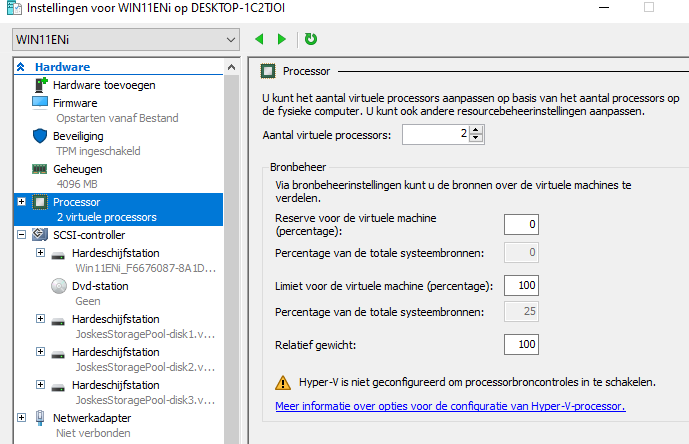 Instellingen voor WIN11ENi op DESKTOP-1C2TJOI
WIN11ENi
Hardware
Hardware toevoegen
Firmware
Opstarten vanaf Bestand
Beveiliging
TPM ingeschakeld
Geheugen
4096 MB
Processor
2 virtuele processors
SCSI-controller
Hardeschijfstation
Win11ENi_F6676087-8A1D...
Dvd-station
Geen
Hardeschijfstation
JoskesStoragePool-disk1.v...
Hardeschijfstation
JoskesStoragePool-disk2.v...
Hardeschijfstation
JoskesStoragePool-disk3.v...
Netwerkadapter
Niet verbonden
Processor
U kunt het aantal virtuele processors aanpassen op basis van het aantal processors op
de fysieke computer. U kunt ook andere resourcebeheerinstellingen aanpassen.
Aantal virtuele processors: 2
Bronbeheer
Via bronbeheerinstellingen kunt u de bronnen over de virtuele machines te
verdelen.
Reserve voor de virtuele machine
(percentage): 0
Percentage van de totale systeembronnen: 0
Limiet voor de virtuele machine (percentage): 100
Percentage van de totale systeembronnen: 25
Relatief gewicht: 100
Hyper-V is niet geconfigureerd om processorbroncontroles in te schakelen.
Meer informatie over opties voor de configuratie van Hyper-V-processor.